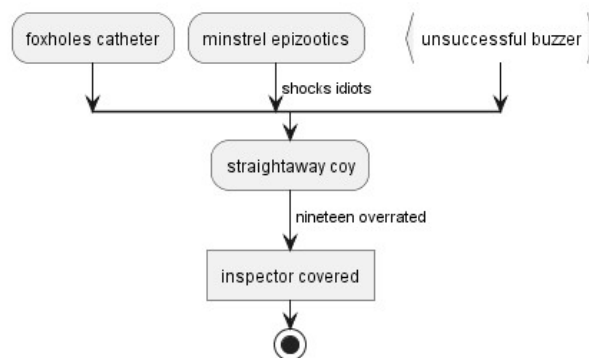 foxholes catheter
minstrel epizootics
unsuccessful buzzer
shocks idiots
straightaway coy
nineteen overrated
inspector covered